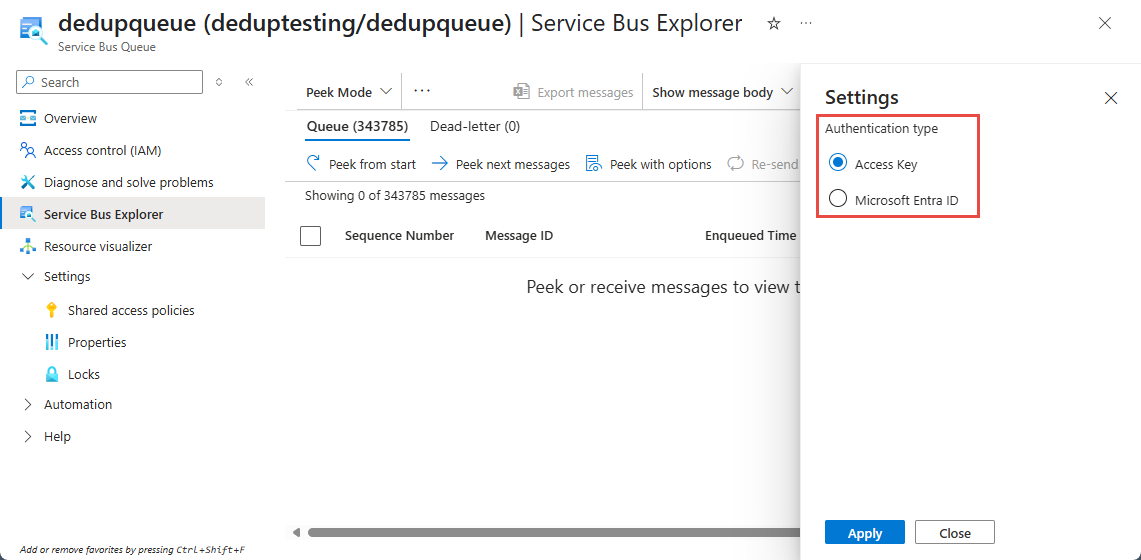 dedupqueue (deduptesting/dedupqueue) | Service Bus Explorer
Service Bus Queue
Search
Overview
Access control (IAM)
Diagnose and solve problems
Service Bus Explorer
Resource visualizer
Settings
Shared access policies
Properties
Locks
Automation
Help
Add or remove favorites by pressing Ctrl+Shift+F
Peek Mode ··· Export messages Show message body
Queue (343785) Dead-letter (0)
Peek from start Peek next messages Peek with options Re-send
Showing 0 of 343785 messages
Sequence Number Message ID Enqueued Time
Peek or receive messages to view t
Settings
Authentication type
Access Key
Microsoft Entra ID
Apply Close